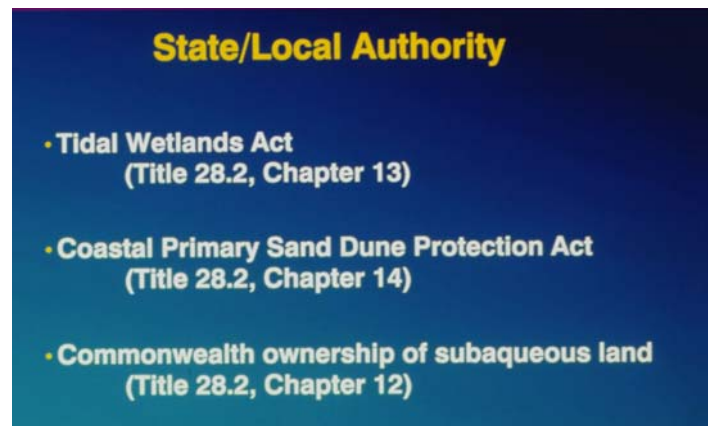 State/Local Authority
· Tidal Wetlands Act
(Title 28.2, Chapter 13)
· Coastal Primary Sand Dune Protection Act
(Title 28.2, Chapter 14)
· Commonwealth ownership of subaqueous land
(Title 28.2, Chapter 12)